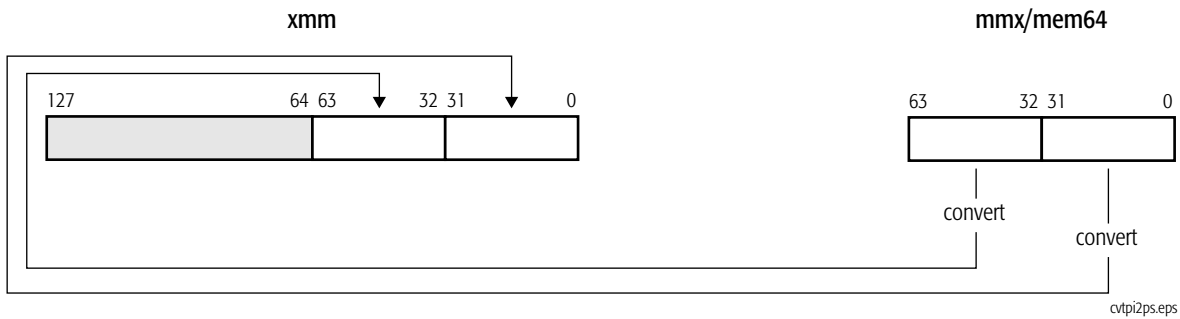 xmm
mmx/mem64
127 64 63 32 31 0
63 32 31 0
convert
convert
cvtpi2ps.eps